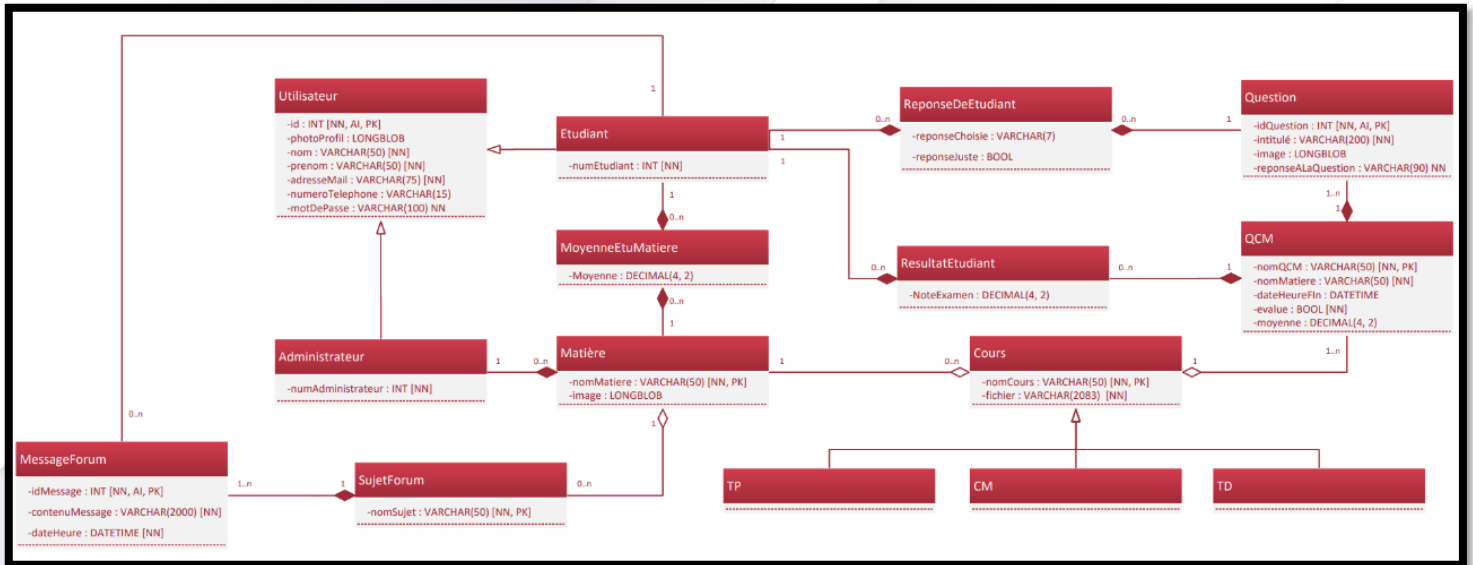 Utilisateur
-id : INT [NN, AI, PK]
-photoProfil : LONGBLOB
-nom : VARCHAR(50) [NN]
-prenom : VARCHAR(50) [NN]
-adresseMail : VARCHAR(75) [NN]
-numeroTelephone : VARCHAR(15)
-motDePasse : VARCHAR(100) NN
Etudiant
-numEtudiant : INT [NN]
ReponseDeEtudiant
-reponseChoisie : VARCHAR(7)
-reponseJuste : BOOL
Question
-idQuestion : INT [NN, AI, PK]
-intitulé : VARCHAR(200) [NN]
-image : LONGBLOB
-reponseALaQuestion : VARCHAR(90) NN
1
0..n
1
0..n
1
1
1
0..n
1..n
1
MoyenneEtuMatiere
-Moyenne : DECIMAL(4, 2)
ResultatEtudiant
-NoteExamen : DECIMAL(4, 2)
0..n
0..n
1
QCM
-nomQCM : VARCHAR(50) [NN, PK]
-nomMatiere : VARCHAR(50) [NN]
-dateHeureFIn : DATETIME
-evalue : BOOL [NN]
-moyenne : DECIMAL(4, 2)
0..n
1
Administrateur
-numAdministrateur : INT [NN]
1
0..n
Matière
-nomMatiere : VARCHAR(50) [NN, PK]
-image : LONGBLOB
1
0..n
Cours
-nomCours : VARCHAR(50) [NN, PK]
-fichier : VARCHAR(2083) [NN]
1
1..n
0..n
1
MessageForum
-idMessage : INT [NN, AI, PK]
-contenuMessage : VARCHAR(2000) [NN]
-dateHeure : DATETIME [NN]
1..n
1
SujetForum
-nomSujet : VARCHAR(50) [NN, PK]
0..n
TP
CM
TD